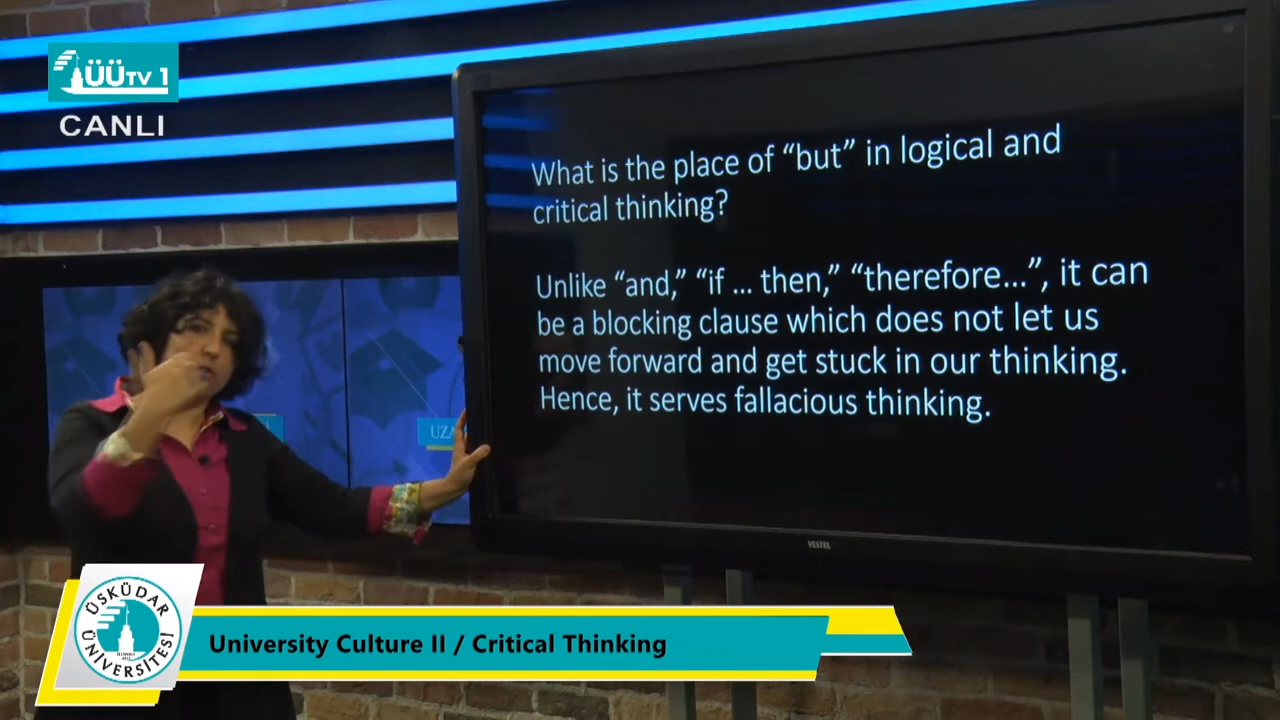 ÜÜTV 1
CANLI
What is the place of “but” in logical and
critical thinking?
Unlike “and,” “if ... then,” “therefore...”, it can
be a blocking clause which does not let us
move forward and get stuck in our thinking.
Hence, it serves fallacious thinking.
UZA
VESTEL
ÜSKÜDAR
ÜNİVERSİTESİ
University Culture II / Critical Thinking